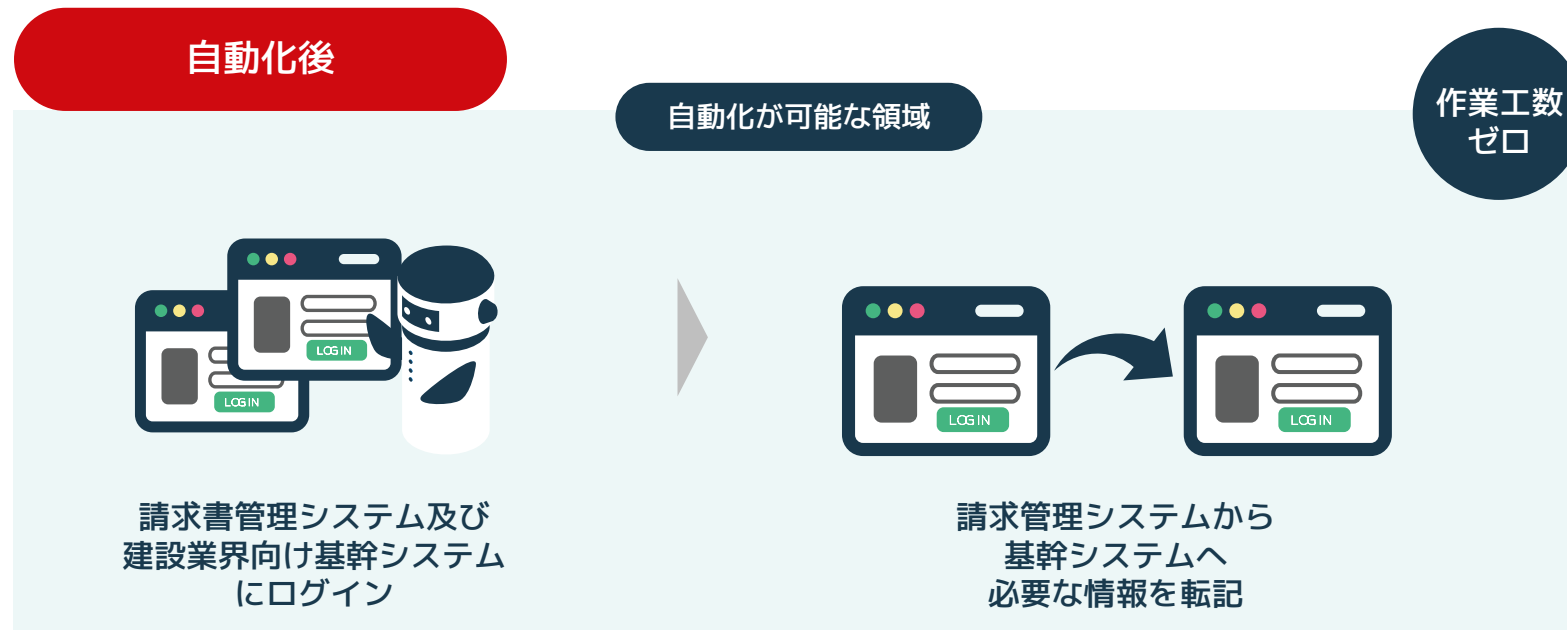 自動化後
自動化が可能な領域
作業工数
ゼロ
LOGIN
LOGIN
LOGIN
LOGIN
請求書管理システム及び
建設業界向け基幹システム
にログイン
請求管理システムから
基幹システムへ
必要な情報を転記